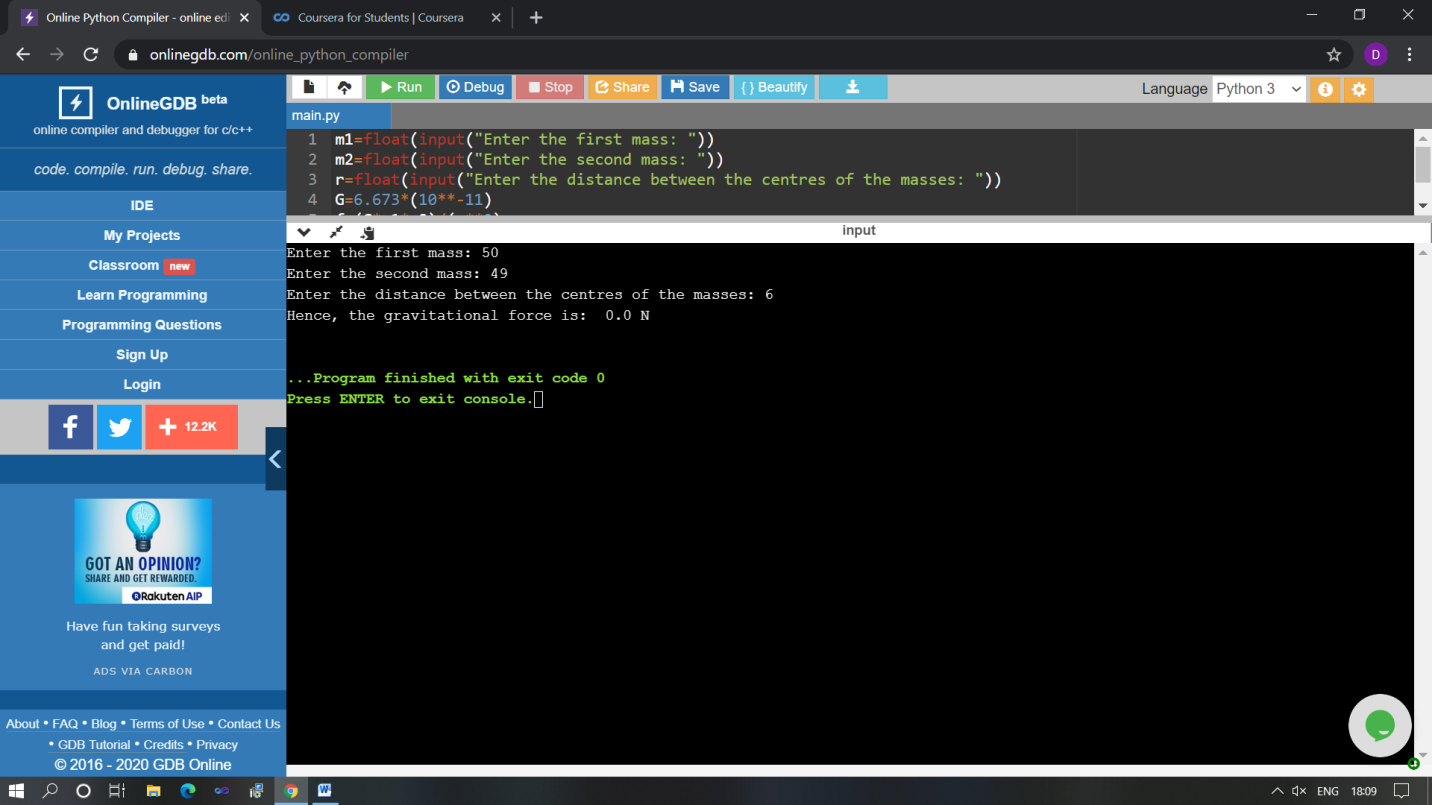 Online Python Compiler - online edi
Coursera for Students | Coursera
onlinegdb.com/online_python_compiler
D
OnlineGDB beta
online compiler and debugger for c/c++
code. compile. run. debug. share.
IDE
My Projects
Classroom new
Learn Programming
Programming Questions
Sign Up
Login
12.2K
GOT AN OPINION?
SHARE AND GET REWARDED.
Rakuten AIP
Have fun taking surveys
and get paid!
ADS VIA CARBON
About • FAQ • Blog • Terms of Use • Contact Us
• GDB Tutorial • Credits • Privacy
© 2016 - 2020 GDB Online
Run Debug Stop Share Save { } Beautify
Language Python 3
main.py
1 m1=float(input("Enter the first mass: "))
2 m2=float(input("Enter the second mass: "))
3 r=float(input("Enter the distance between the centres of the masses: "))
4 G=6.673*(10**-11)
input
Enter the first mass: 50
Enter the second mass: 49
Enter the distance between the centres of the masses: 6
Hence, the gravitational force is:  0.0 N
...Program finished with exit code 0
Press ENTER to exit console.
ENG 18:09